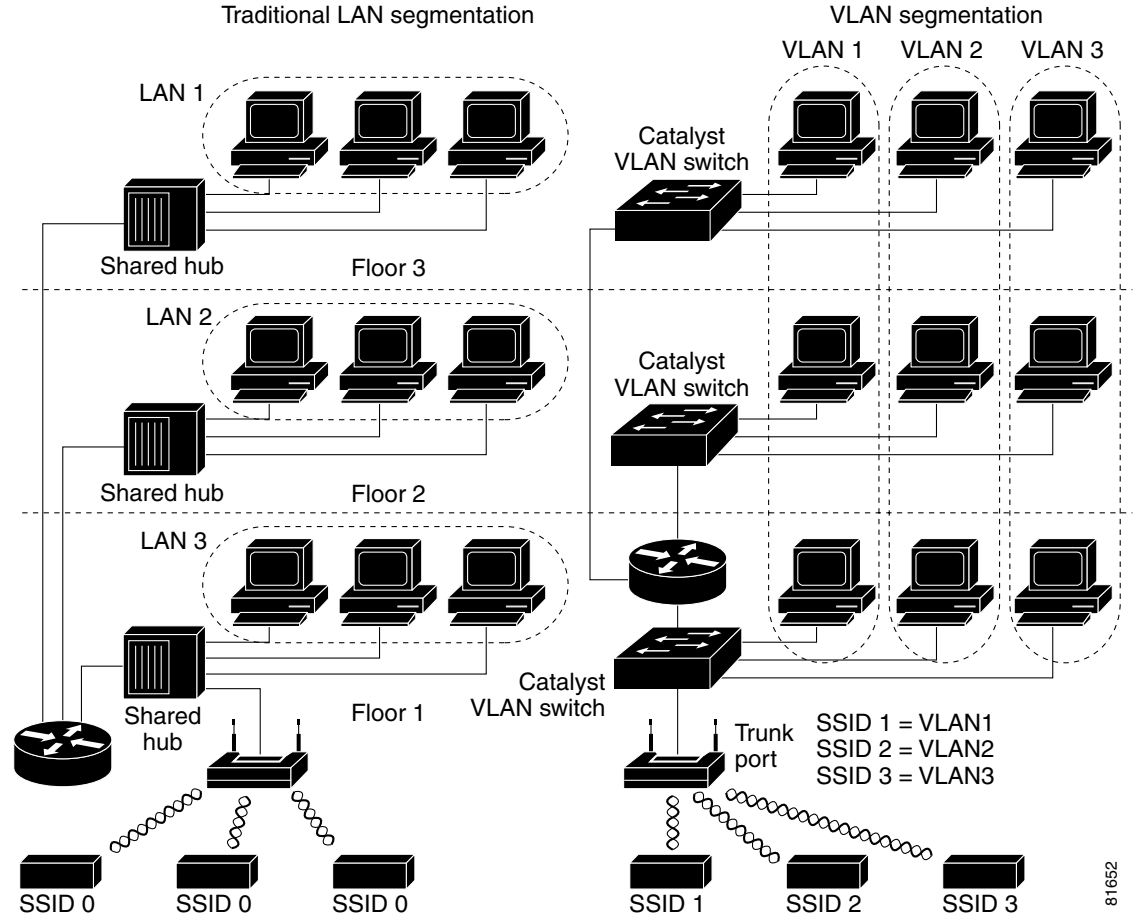 Traditional LAN segmentation
VLAN segmentation
VLAN 1
VLAN 2
VLAN 3
LAN 1
Catalyst
VLAN switch
Shared hub
Floor 3
LAN 2
Catalyst
VLAN switch
Shared hub
Floor 2
LAN 3
Shared
hub
Floor 1
Catalyst
VLAN switch
Trunk
port
SSID 1 = VLAN1
SSID 2 = VLAN2
SSID 3 = VLAN3
SSID 0
SSID 0
SSID 0
SSID 1
SSID 2
SSID 3
81652